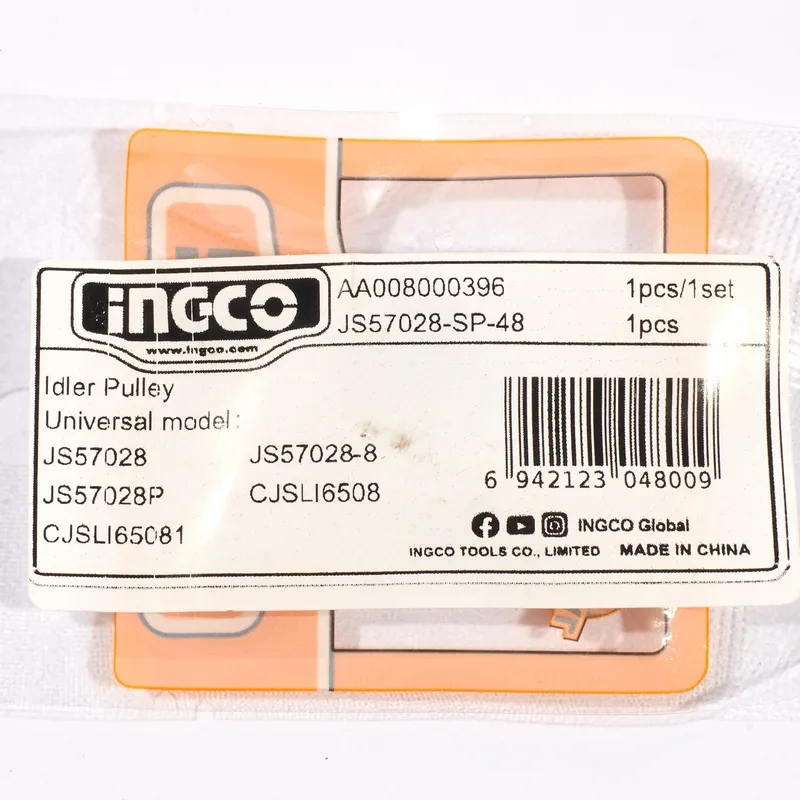 INGCO
www.ingco.com
AA008000396 1pcs/1set
JS57028-SP-48 1pcs
Idler Pulley
Universal model:
JS57028 JS57028-8
JS57028P CJSLI6508
CJSLI65081
6 942123 048009
INGCO Global
INGCO TOOLS CO., LIMITED MADE IN CHINA